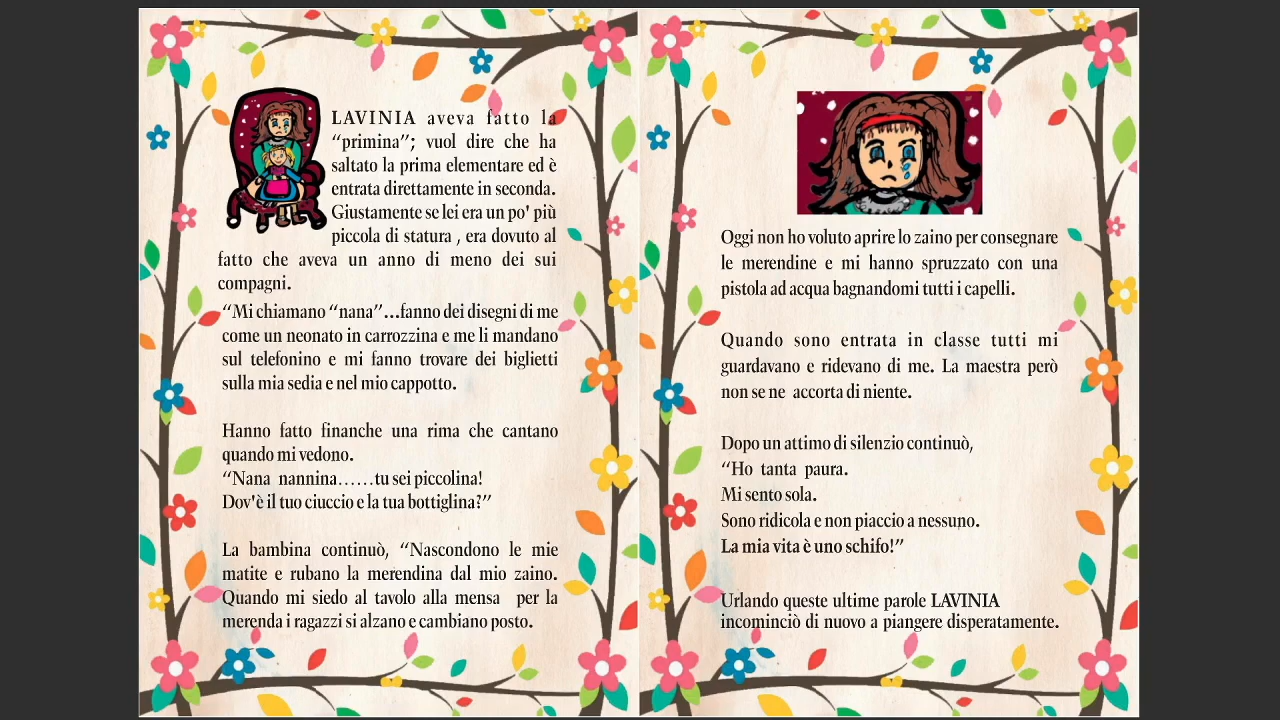 LAVINIA aveva fatto la
“primina”; vuol dire che ha
saltato la prima elementare ed è
entrata direttamente in seconda.
Giustamente se lei era un po' più
piccola di statura , era dovuto al
fatto che aveva un anno di meno dei sui
compagni.
“Mi chiamano “nana”...fanno dei disegni di me
come un neonato in carrozzina e me li mandano
sul telefonino e mi fanno trovare dei biglietti
sulla mia sedia e nel mio cappotto.
Hanno fatto finanche una rima che cantano
quando mi vedono.
“Nana nannina......tu sei piccolina!
Dov'è il tuo ciuccio e la tua bottiglina?”
La bambina continuò, “Nascondono le mie
matite e rubano la merendina dal mio zaino.
Quando mi siedo al tavolo alla mensa per la
merenda i ragazzi si alzano e cambiano posto.
Oggi non ho voluto aprire lo zaino per consegnare
le merendine e mi hanno spruzzato con una
pistola ad acqua bagnandomi tutti i capelli.
Quando sono entrata in classe tutti mi
guardavano e ridevano di me. La maestra però
non se ne accorta di niente.
Dopo un attimo di silenzio continuò,
“Ho tanta paura.
Mi sento sola.
Sono ridicola e non piaccio a nessuno.
La mia vita è uno schifo!”
Urlando queste ultime parole LAVINIA
incominciò di nuovo a piangere disperatamente.